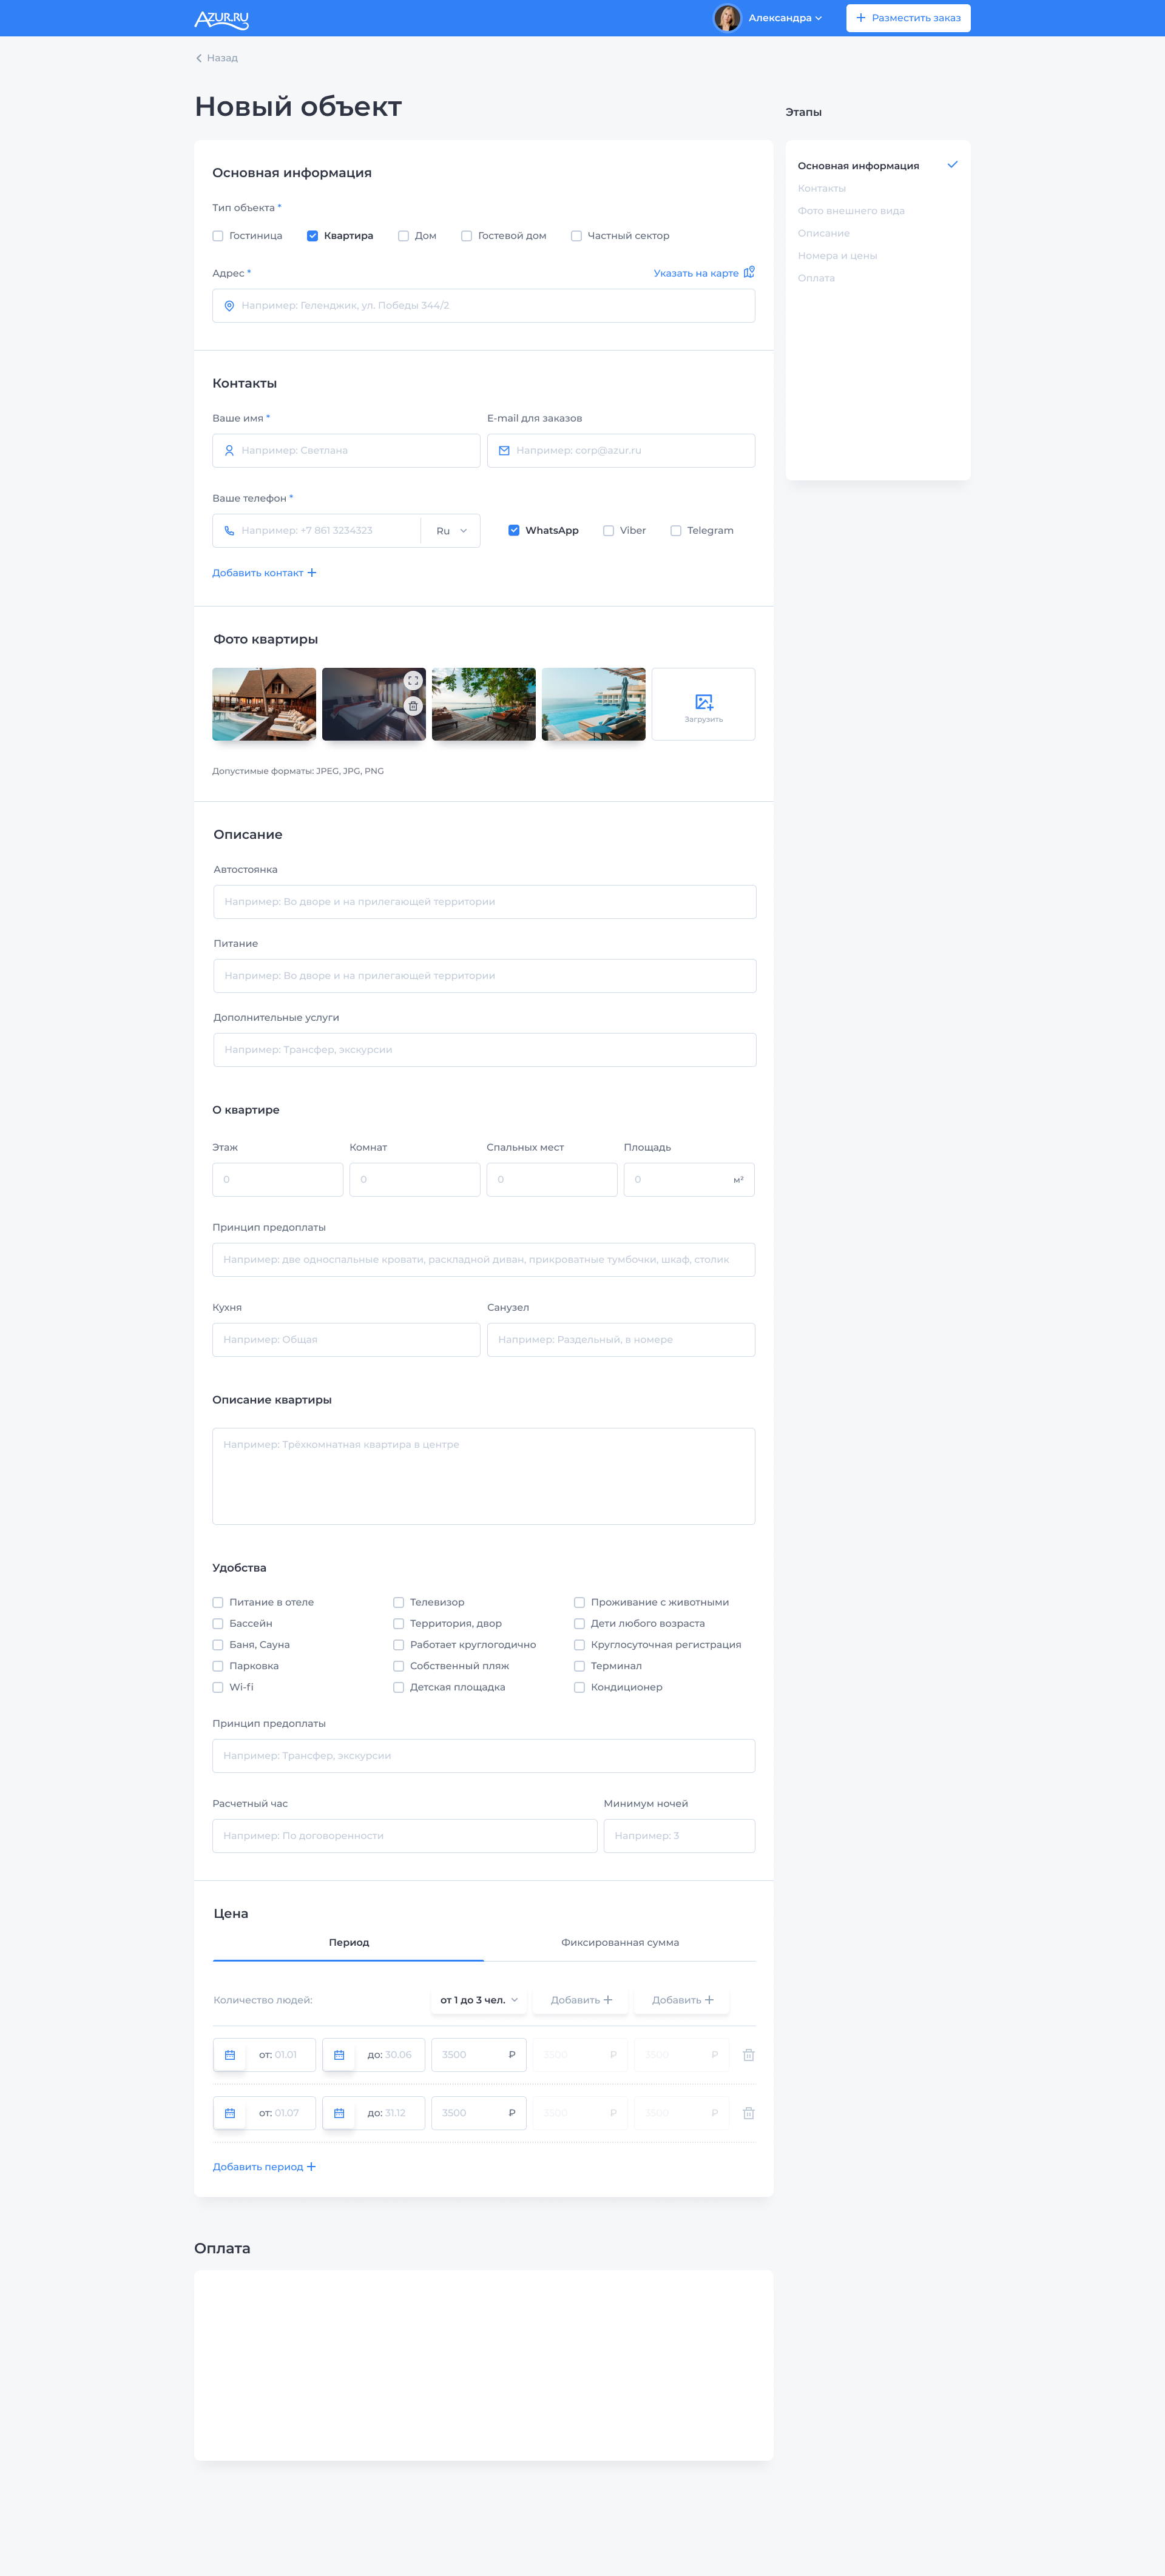 AZUR.RU
Александра
Разместить заказ
Назад
Новый объект
Этапы
Основная информация
Основная информация
Контакты
Фото внешнего вида
Описание
Номера и цены
Оплата
Тип объекта *
Гостиница Квартира Дом Гостевой дом Частный сектор
Адрес * Указать на карте
Например: Геленджик, ул. Победы 344/2
Контакты
Ваше имя * E-mail для заказов
Например: Светлана Например: corp@azur.ru
Ваше телефон *
Например: +7 861 3234323 Ru WhatsApp Viber Telegram
Добавить контакт
Фото квартиры
Загрузить
Допустимые форматы: JPEG, JPG, PNG
Описание
Автостоянка
Например: Во дворе и на прилегающей территории
Питание
Например: Во дворе и на прилегающей территории
Дополнительные услуги
Например: Трансфер, экскурсии
О квартире
Этаж Комнат Спальных мест Площадь
0 0 0 0 м²
Принцип предоплаты
Например: две односпальные кровати, раскладной диван, прикроватные тумбочки, шкаф, столик
Кухня Санузел
Например: Общая Например: Раздельный, в номере
Описание квартиры
Например: Трёхкомнатная квартира в центре
Удобства
Питание в отеле Телевизор Проживание с животными
Бассейн Территория, двор Дети любого возраста
Баня, Сауна Работает круглогодично Круглосуточная регистрация
Парковка Собственный пляж Терминал
Wi-fi Детская площадка Кондиционер
Принцип предоплаты
Например: Трансфер, экскурсии
Расчетный час Минимум ночей
Например: По договоренности Например: 3
Цена
Период Фиксированная сумма
Количество людей: от 1 до 3 чел. Добавить Добавить
от: 01.01 до: 30.06 3500 ₽ 3500 ₽ 3500 ₽
от: 01.07 до: 31.12 3500 ₽ 3500 ₽ 3500 ₽
Добавить период
Оплата